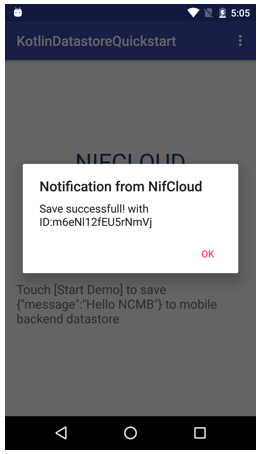 5:05
KotlinDatastoreQuickstart
NIFCLOUD
Notification from NifCloud
Save successfull! with
ID:m6eNl12fEU5rNmVj
OK
Touch [Start Demo] to save
{"message":"Hello NCMB"} to mobile
backend datastore